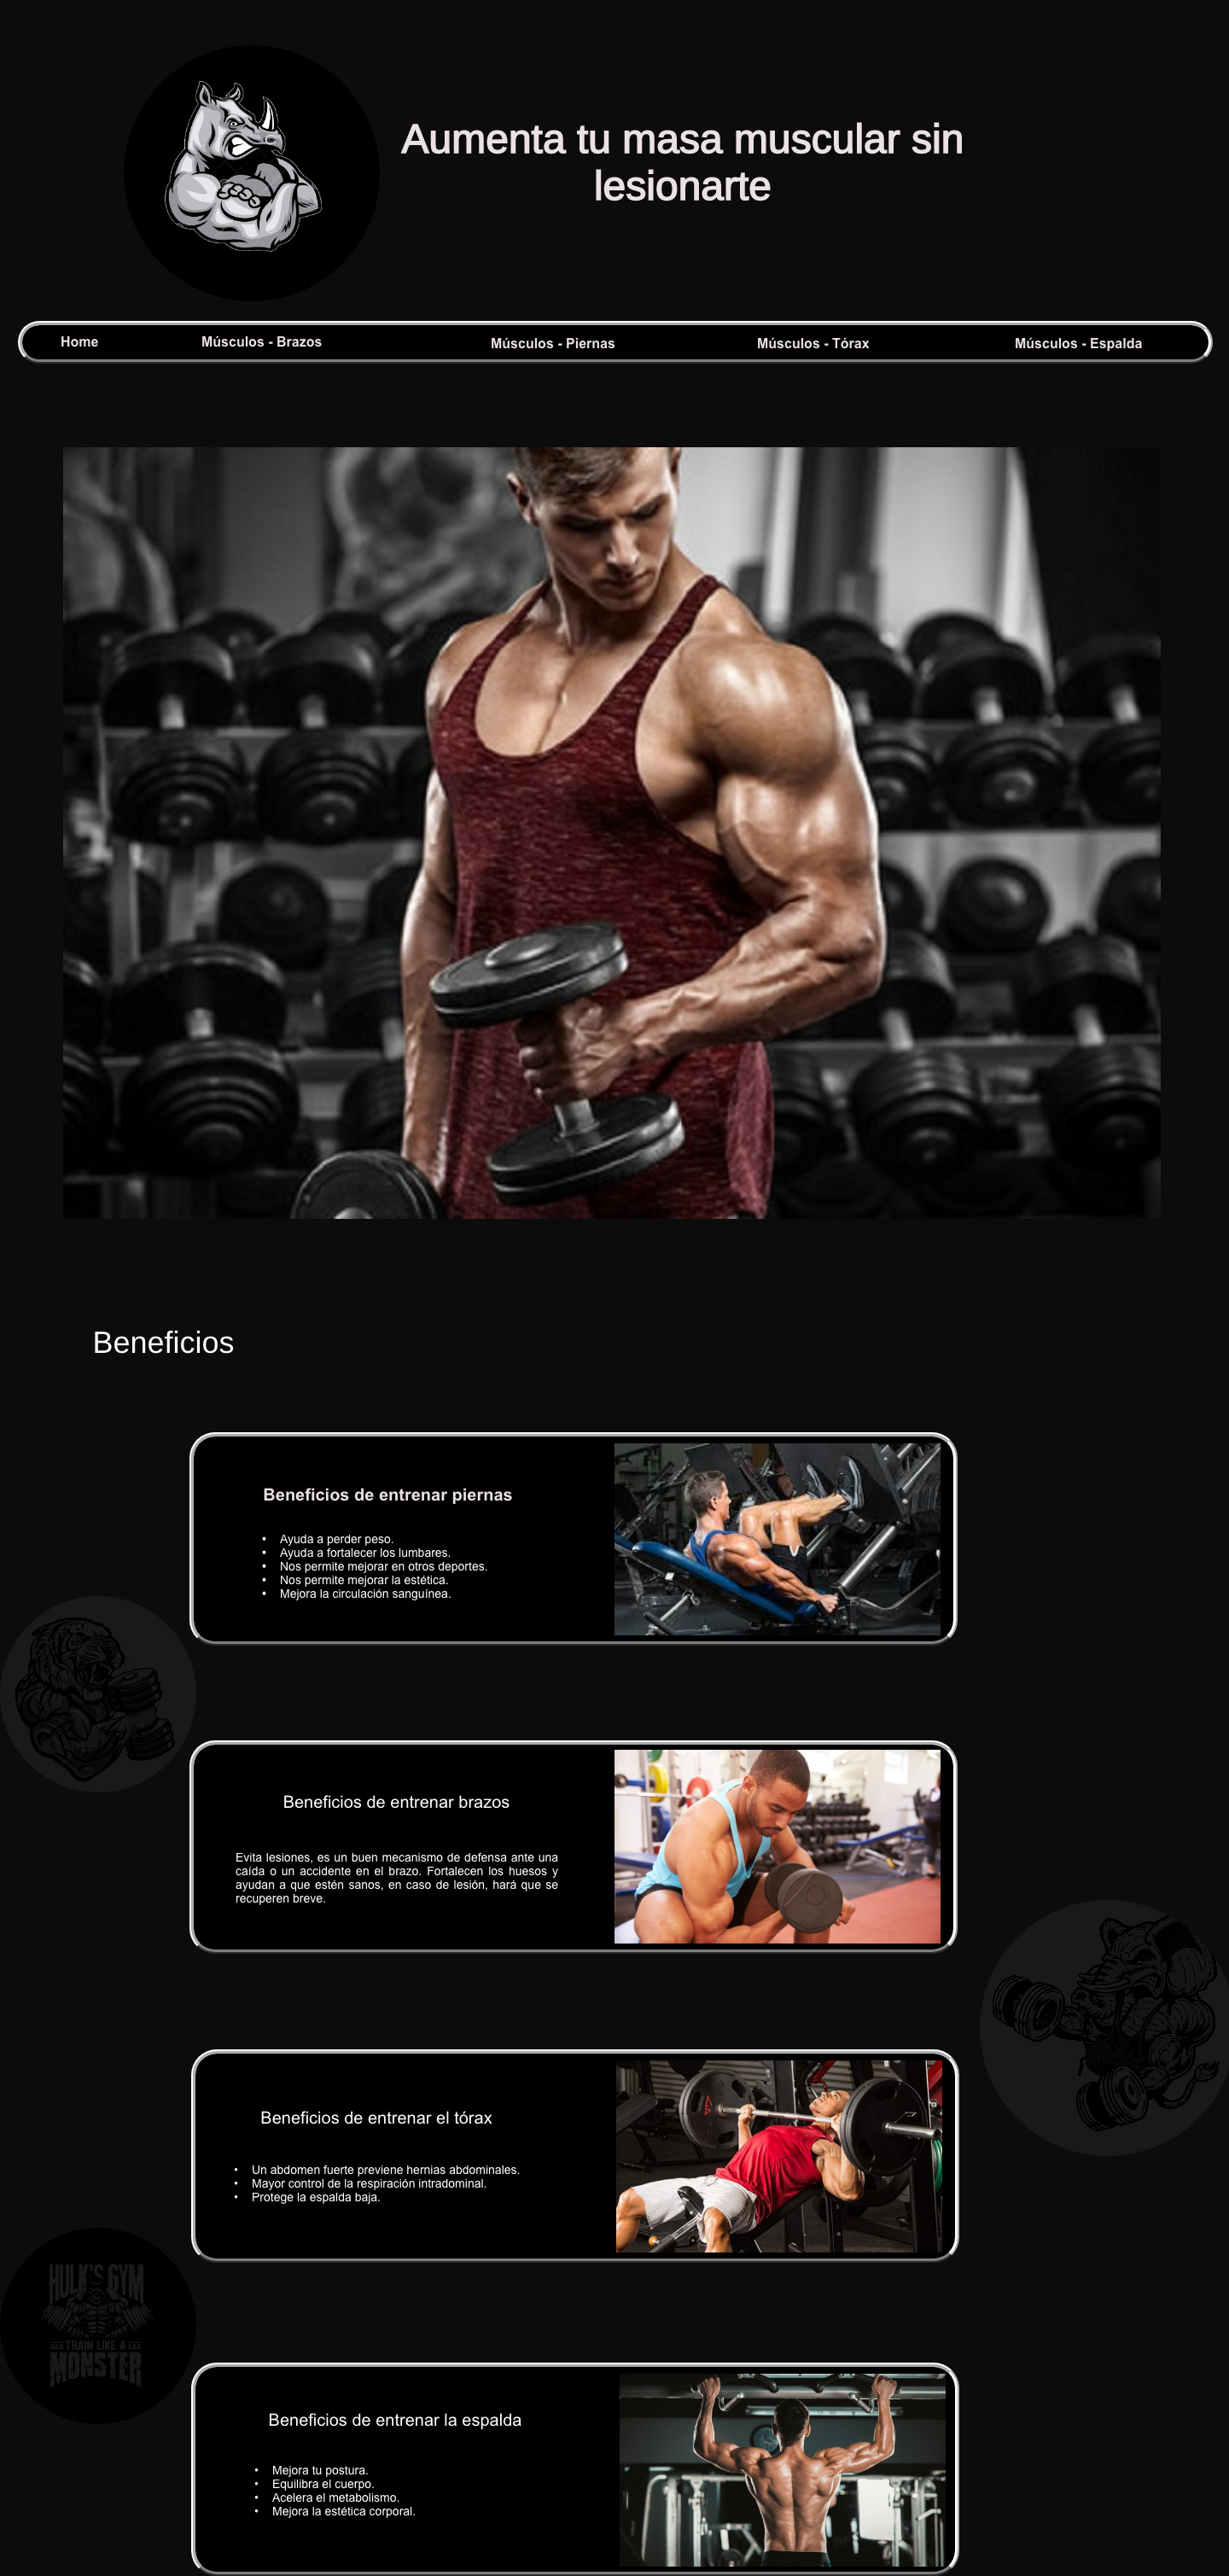 Aumenta tu masa muscular sin
lesionarte
Home
Músculos - Brazos
Músculos - Piernas
Músculos - Tórax
Músculos - Espalda
Beneficios
Beneficios de entrenar piernas
• Ayuda a perder peso.
• Ayuda a fortalecer los lumbares.
• Nos permite mejorar en otros deportes.
• Nos permite mejorar la estética.
• Mejora la circulación sanguínea.
Beneficios de entrenar brazos
Evita lesiones, es un buen mecanismo de defensa ante una
caída o un accidente en el brazo. Fortalecen los huesos y
ayudan a que estén sanos, en caso de lesión, hará que se
recuperen breve.
Beneficios de entrenar el tórax
• Un abdomen fuerte previene hernias abdominales.
• Mayor control de la respiración intradominal.
• Protege la espalda baja.
HULK'S GYM
TRAIN LIKE A
MONSTER
Beneficios de entrenar la espalda
• Mejora tu postura.
• Equilibra el cuerpo.
• Acelera el metabolismo.
• Mejora la estética corporal.